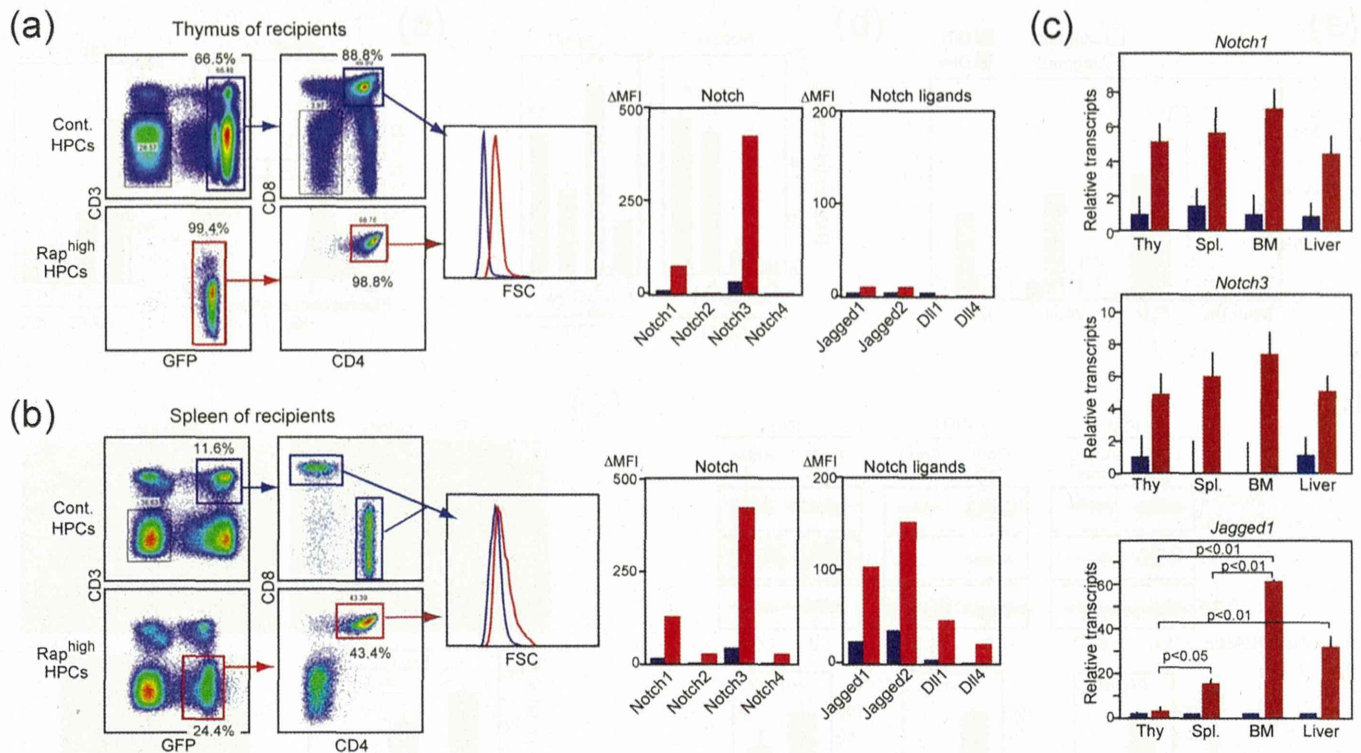 (a)
Thymus of recipients
66.5%
88.8%
Cont.
HPCs
CD3
CD8
99.4%
98.8%
Rap^high
HPCs
GFP
CD4
FSC
ΔMFI
Notch
500
250
0
Notch1
Notch2
Notch3
Notch4
ΔMFI
Notch ligands
200
100
0
Jagged1
Jagged2
Dll1
Dll4
(b)
Spleen of recipients
11.6%
Cont.
HPCs
CD3
CD8
43.39
43.4%
Rap^high
HPCs
24.4%
GFP
CD4
FSC
ΔMFI
Notch
500
250
0
Notch1
Notch2
Notch3
Notch4
ΔMFI
Notch ligands
200
100
0
Jagged1
Jagged2
Dll1
Dll4
(c)
Notch1
Relative transcripts
8
6
4
2
0
Thy
Spl.
BM
Liver
Notch3
Relative transcripts
10
8
6
4
2
0
Thy
Spl.
BM
Liver
Jagged1
Relative transcripts
p<0.01
p<0.01
p<0.01
p<0.05
60
40
20
0
Thy
Spl.
BM
Liver